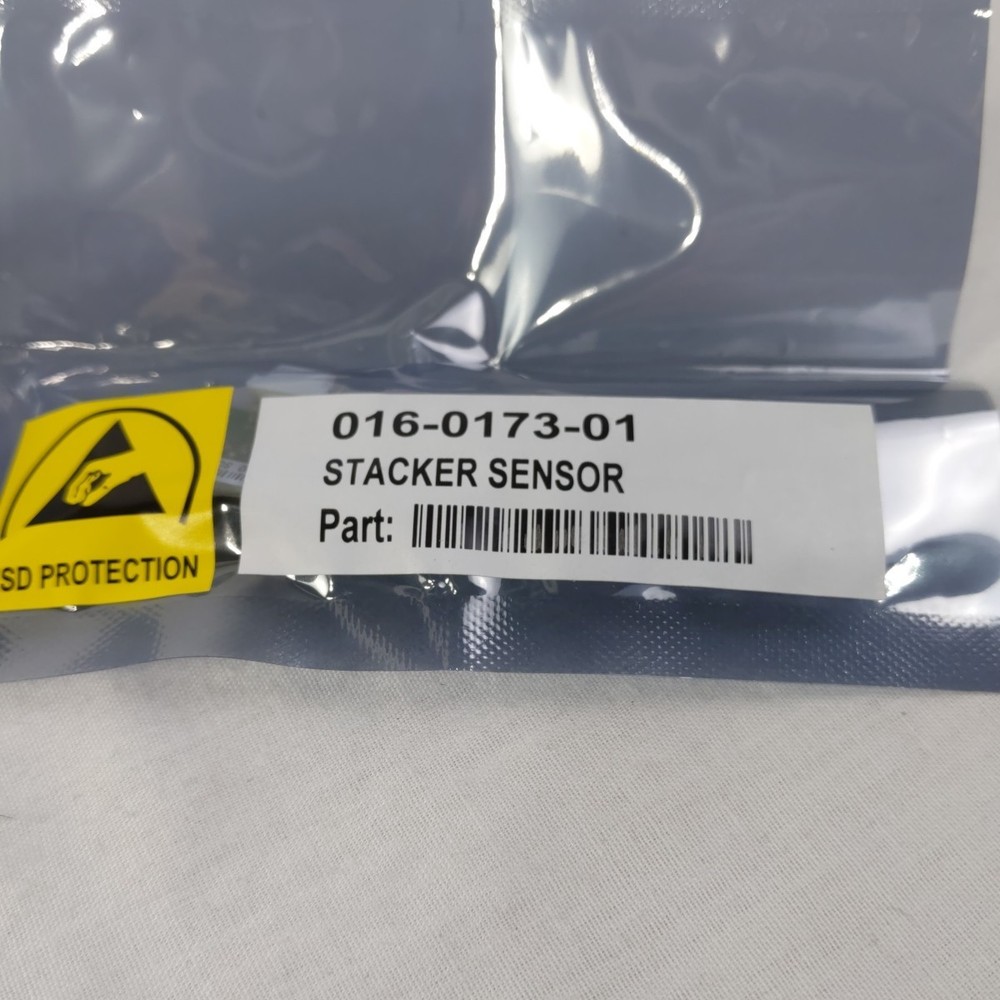 016-0173-01
STACKER SENSOR
Part:
SD PROTECTION